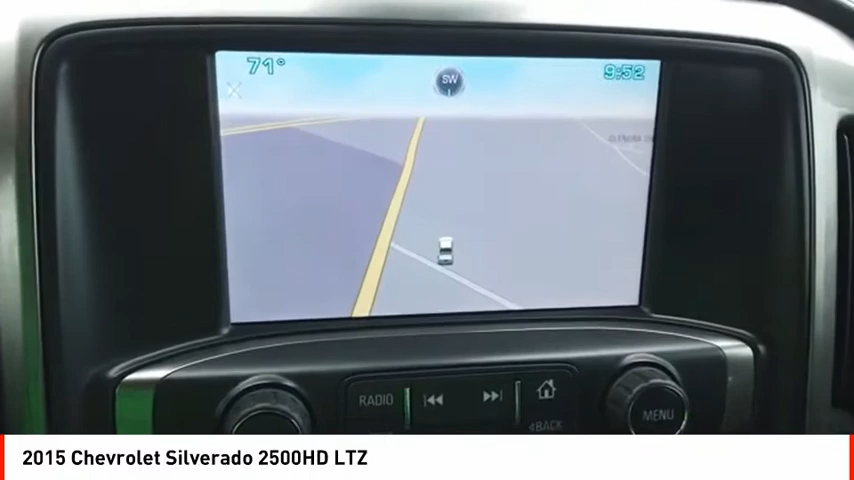 71°
SW
9:52
RADIO
MENU
◁BACK
2015 Chevrolet Silverado 2500HD LTZ